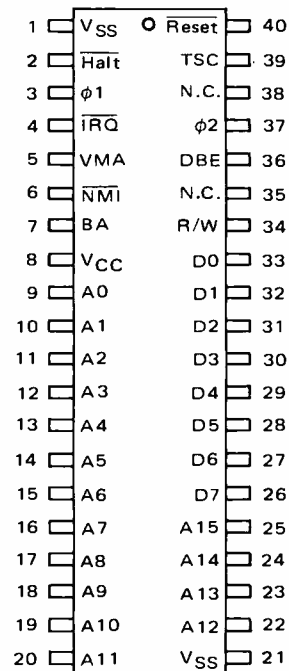 1 VSS Reset 40
2 Halt TSC 39
3 ϕ1 N.C. 38
4 IRQ ϕ2 37
5 VMA DBE 36
6 NMI N.C. 35
7 BA R/W 34
8 VCC D0 33
9 A0 D1 32
10 A1 D2 31
11 A2 D3 30
12 A3 D4 29
13 A4 D5 28
14 A5 D6 27
15 A6 D7 26
16 A7 A15 25
17 A8 A14 24
18 A9 A13 23
19 A10 A12 22
20 A11 VSS 21